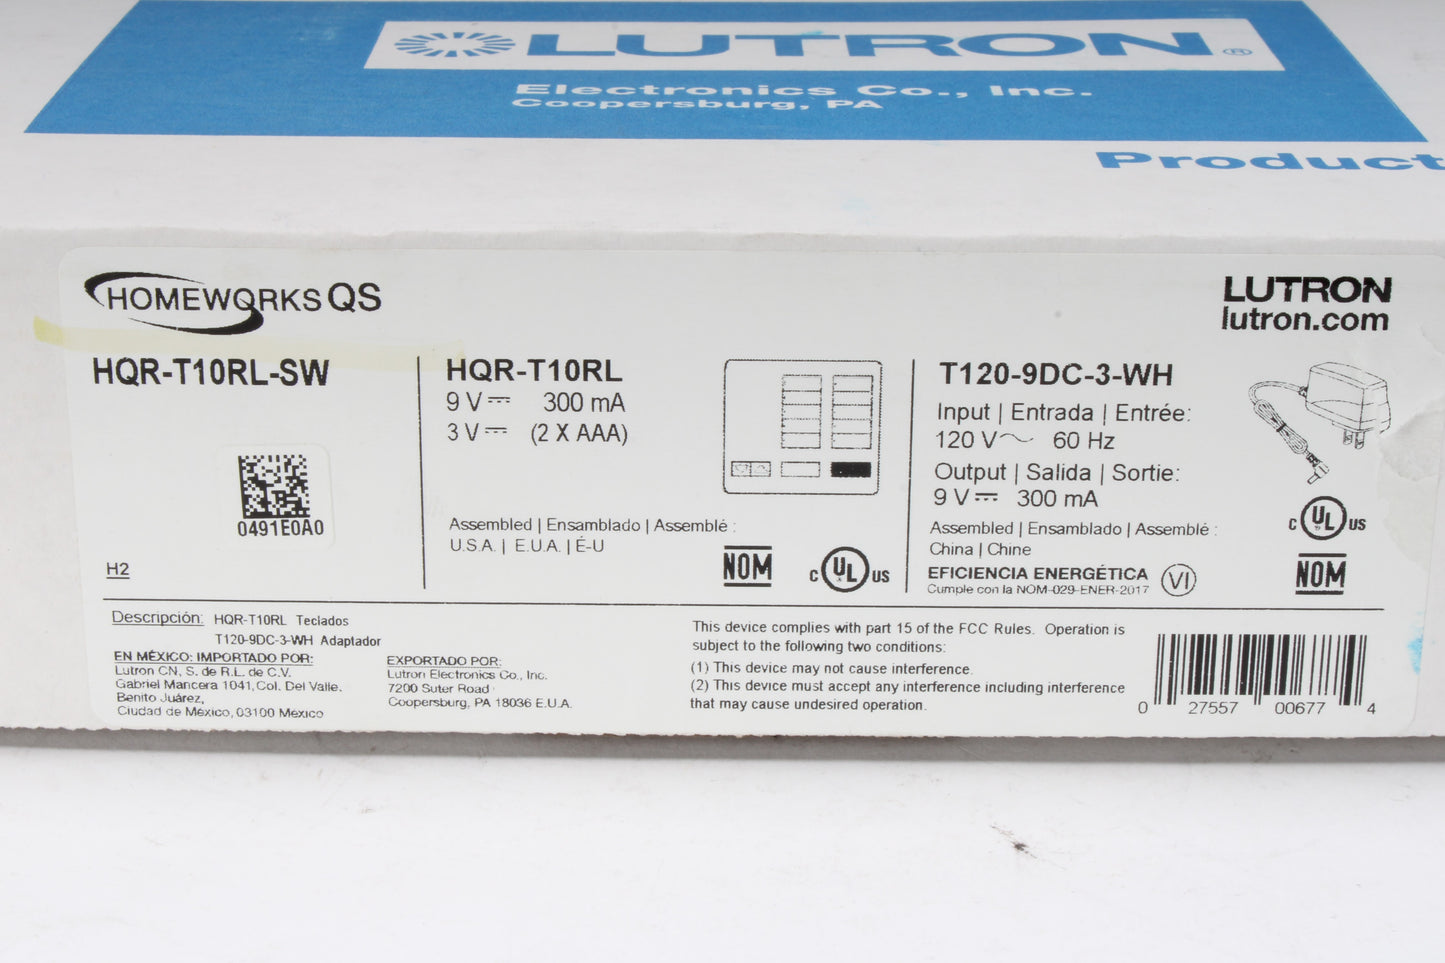 LUTRON®
Electronics Co., Inc.
Coopersburg, PA
Product
HOMEWORKS QS
LUTRON
lutron.com
HQR-T10RL-SW
0491E0A0
H2
HQR-T10RL
9 V⎓ 300 mA
3 V⎓ (2 X AAA)
Assembled | Ensamblado | Assemblé :
U.S.A. | E.U.A. | É-U
NOM
c UL us
T120-9DC-3-WH
Input | Entrada | Entrée:
120 V~ 60 Hz
Output | Salida | Sortie:
9 V⎓ 300 mA
Assembled | Ensamblado | Assemblé :
China | Chine
EFICIENCIA ENERGÉTICA VI
Cumple con la NOM-029-ENER-2017
c UL us
NOM
Descripción: HQR-T10RL Teclados
T120-9DC-3-WH Adaptador
EN MÉXICO: IMPORTADO POR:
Lutron CN, S. de R.L. de C.V.
Gabriel Mancera 1041, Col. Del Valle.
Benito Juárez,
Ciudad de México, 03100 Mexico
EXPORTADO POR:
Lutron Electronics Co., Inc.
7200 Suter Road
Coopersburg, PA 18036 E.U.A.
This device complies with part 15 of the FCC Rules. Operation is
subject to the following two conditions:
(1) This device may not cause interference.
(2) This device must accept any interference including interference
that may cause undesired operation.
0 27557 00677 4